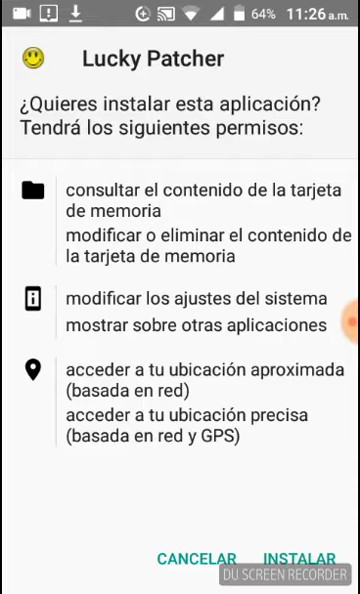 64% 11:26 a.m.
Lucky Patcher
¿Quieres instalar esta aplicación?
Tendrá los siguientes permisos:
consultar el contenido de la tarjeta
de memoria
modificar o eliminar el contenido de
la tarjeta de memoria
modificar los ajustes del sistema
mostrar sobre otras aplicaciones
acceder a tu ubicación aproximada
(basada en red)
acceder a tu ubicación precisa
(basada en red y GPS)
CANCELAR INSTALAR
DU SCREEN RECORDER